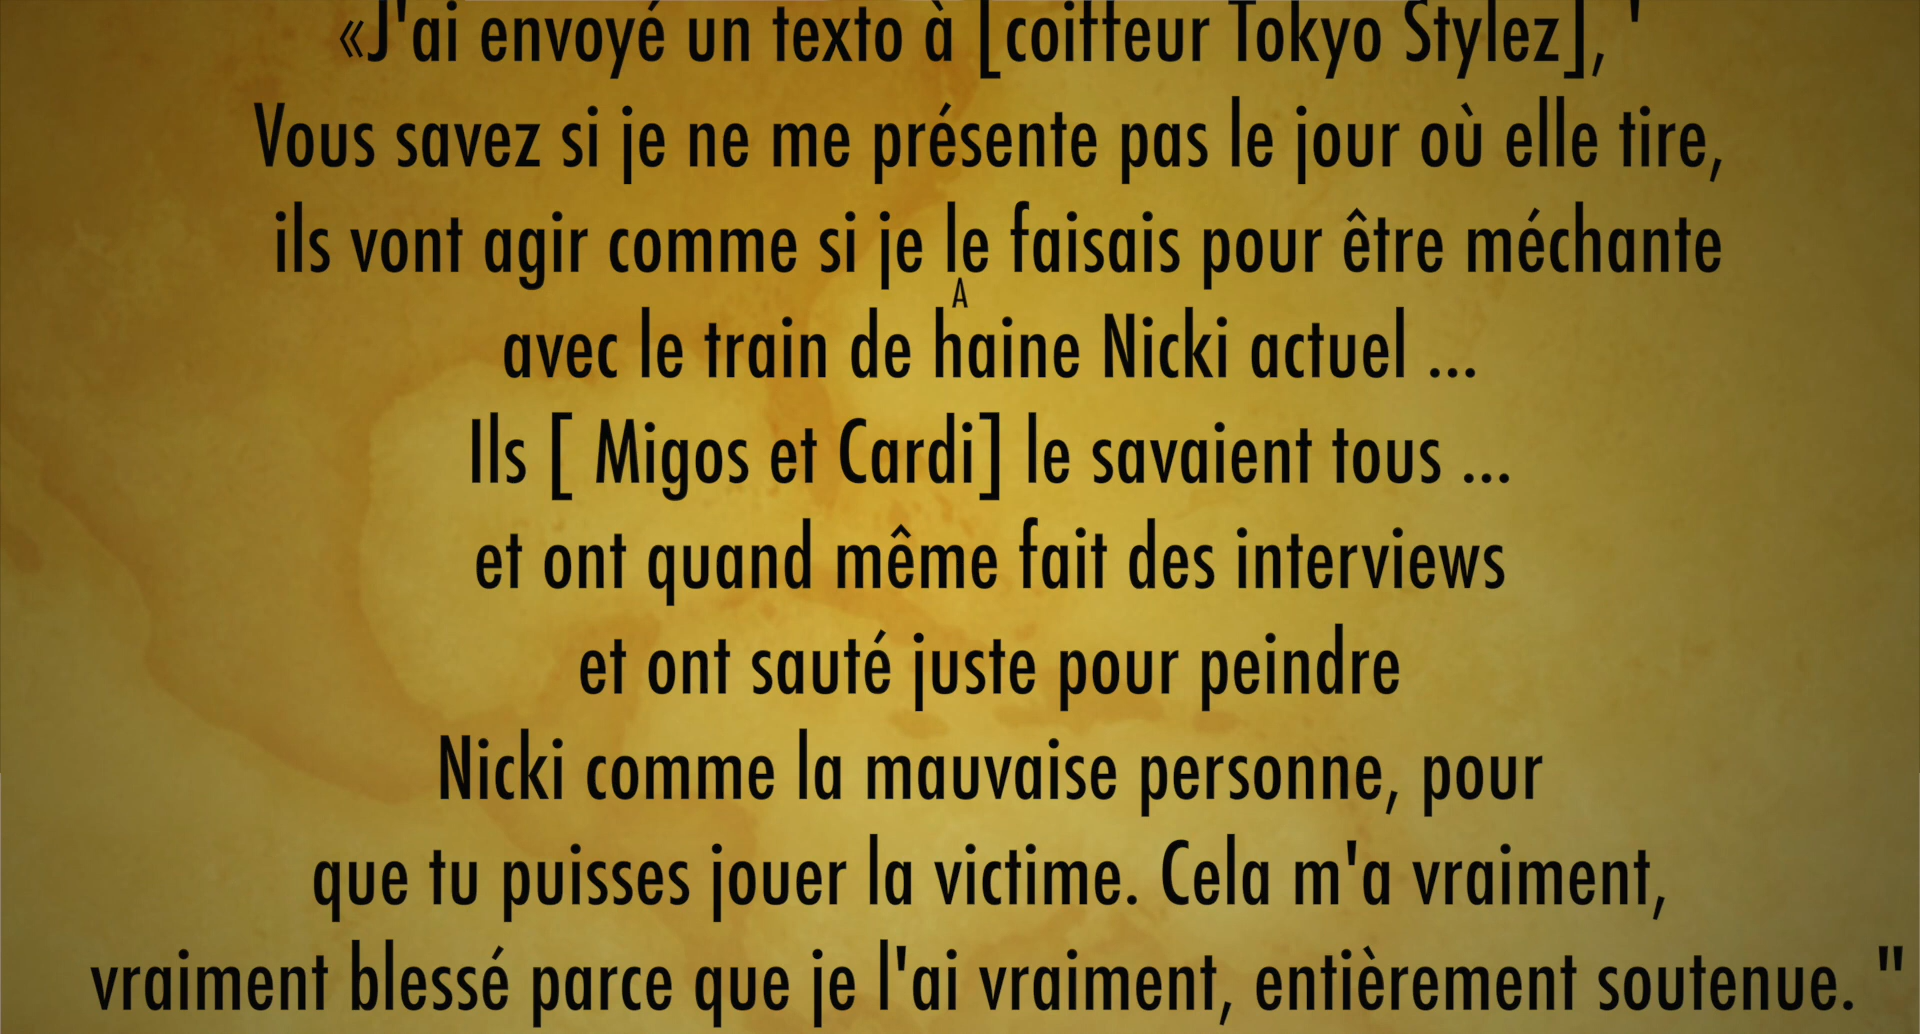 «J'ai envoyé un texto à [coiffeur Tokyo Stylez], '
Vous savez si je ne me présente pas le jour où elle tire,
ils vont agir comme si je le faisais pour être méchante
A
avec le train de haine Nicki actuel ...
Ils [ Migos et Cardi] le savaient tous ...
et ont quand même fait des interviews
et ont sauté juste pour peindre
Nicki comme la mauvaise personne, pour
que tu puisses jouer la victime. Cela m'a vraiment,
vraiment blessé parce que je l'ai vraiment, entièrement soutenue. "